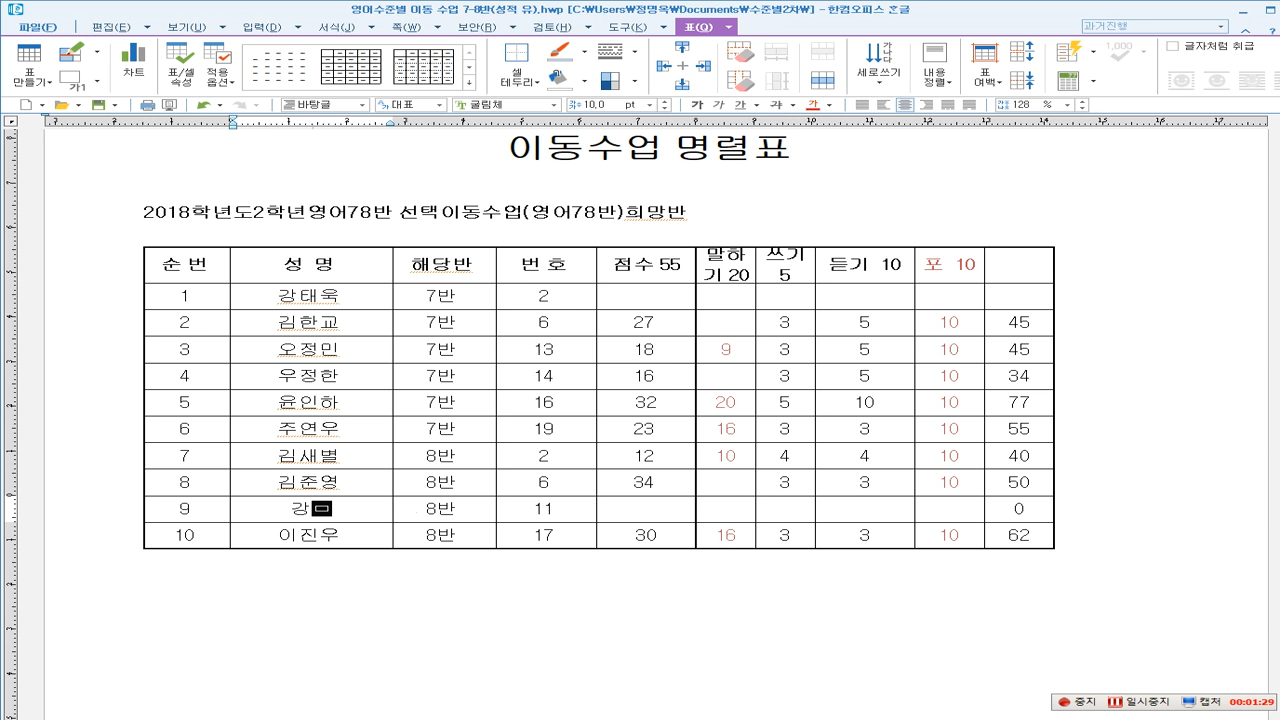 영어수준별 이동 수업 7-8반(성적 유).hwp [C:₩Users₩정명옥₩Documents₩수준별2차₩] - 한컴오피스 흔글
파일(F) 편집(E) 보기(U) 입력(D) 서식(J) 쪽(W) 보안(R) 검토(H) 도구(K) 표(Q) 과거진행
표 만들기 가1 차트 표/셀 속성 적용 옵션 셀 테두리 세로쓰기 내용 정렬 표 여백 1,000 글자처럼 취급
바탕글 대표 굴림체 10,0 pt 가 가 가 가 가 128 %
이동수업 명렬표
2018학년도2학년영어78반 선택이동수업(영어78반)희망반
순 번 성 명 해당반 번 호 점수 55 말하기 20 쓰기 5 듣기 10 포 10
1 강태욱 7반 2
2 김한교 7반 6 27 3 5 10 45
3 오정민 7반 13 18 9 3 5 10 45
4 우정한 7반 14 16 3 5 10 34
5 윤인하 7반 16 32 20 5 10 10 77
6 주연우 7반 19 23 16 3 3 10 55
7 김새별 8반 2 12 10 4 4 10 40
8 김준영 8반 6 34 3 3 10 50
9 강ㅁ 8반 11 0
10 이진우 8반 17 30 16 3 3 10 62
중지 일시중지 캡처 00:01:29